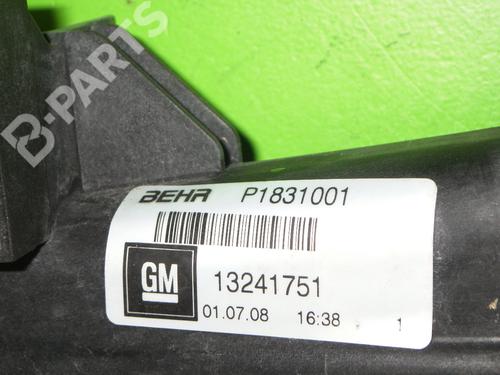 B-PARTS
BEHR P1831001
GM 13241751
01.07.08 16:38 1